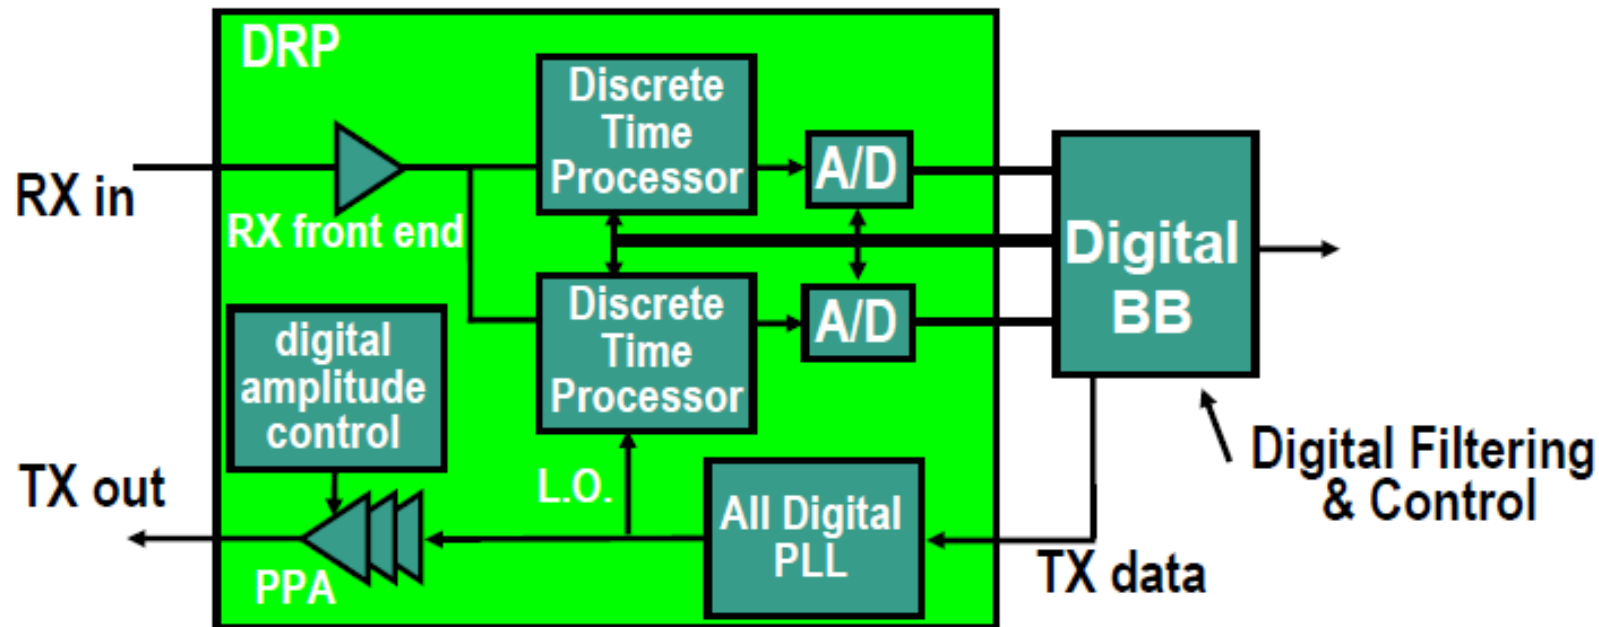 DRP
Discrete
Time
Processor
A/D
RX in
RX front end
Digital
BB
Discrete
Time
Processor
A/D
digital
amplitude
control
Digital Filtering
& Control
TX out
L.O.
All Digital
PLL
PPA
TX data